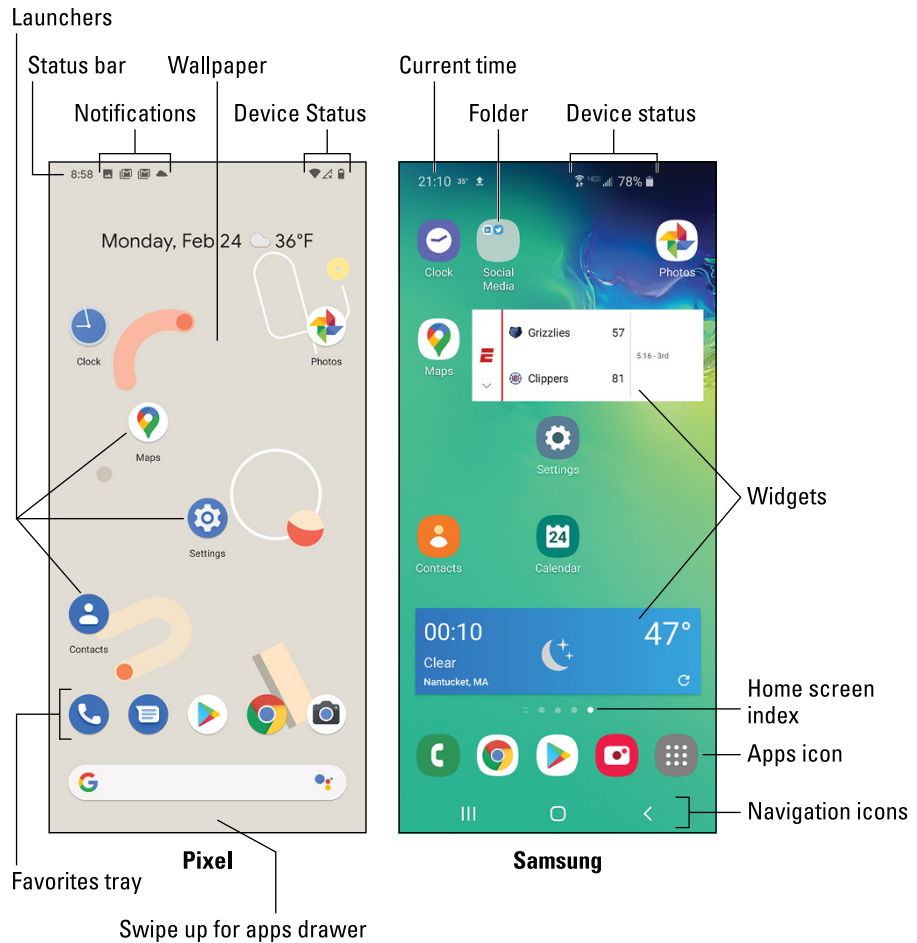 Launchers
Status bar
Wallpaper
Current time
Notifications
Device Status
Folder
Device status
8:58
21:10 35°
78%
Monday, Feb 24 36°F
Clock
Social
Media
Photos
Clock
Photos
Maps
Grizzlies 57
5:16 - 3rd
Clippers 81
Maps
Settings
Widgets
Settings
Contacts
24
Calendar
Contacts
00:10
47°
Clear
Nantucket, MA
Home screen
index
Apps icon
G
Navigation icons
Pixel
Samsung
Favorites tray
Swipe up for apps drawer